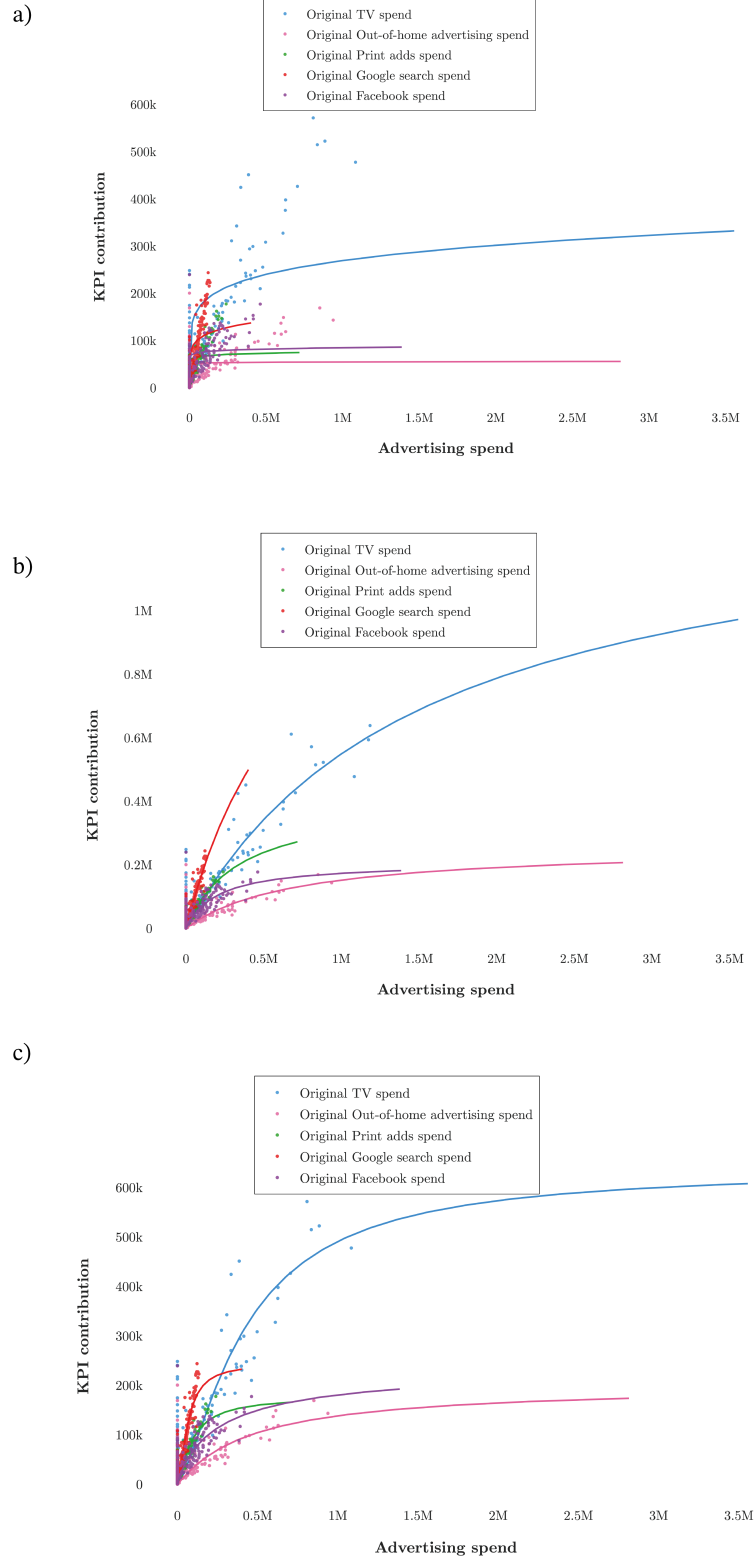 a)
Original TV spend
Original Out-of-home advertising spend
Original Print adds spend
Original Google search spend
Original Facebook spend
600k
500k
400k
300k
200k
100k
0
KPI contribution
0 0.5M 1M 1.5M 2M 2.5M 3M 3.5M
Advertising spend
b)
Original TV spend
Original Out-of-home advertising spend
Original Print adds spend
Original Google search spend
Original Facebook spend
1M
0.8M
0.6M
0.4M
0.2M
0
KPI contribution
0 0.5M 1M 1.5M 2M 2.5M 3M 3.5M
Advertising spend
c)
Original TV spend
Original Out-of-home advertising spend
Original Print adds spend
Original Google search spend
Original Facebook spend
600k
500k
400k
300k
200k
100k
0
KPI contribution
0 0.5M 1M 1.5M 2M 2.5M 3M 3.5M
Advertising spend